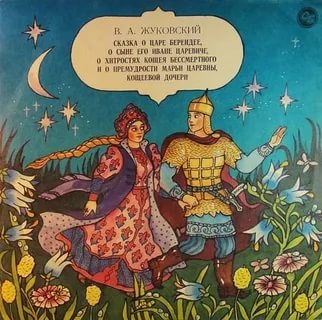 В. А. ЖУКОВСКИЙ
СКАЗКА О ЦАРЕ БЕРЕНДЕЕ,
О СЫНЕ ЕГО ИВАНЕ ЦАРЕВИЧЕ,
О ХИТРОСТЯХ КОЩЕЯ БЕССМЕРТНОГО
И О ПРЕМУДРОСТИ МАРЬИ ЦАРЕВНЫ,
КОЩЕЕВОЙ ДОЧЕРИ